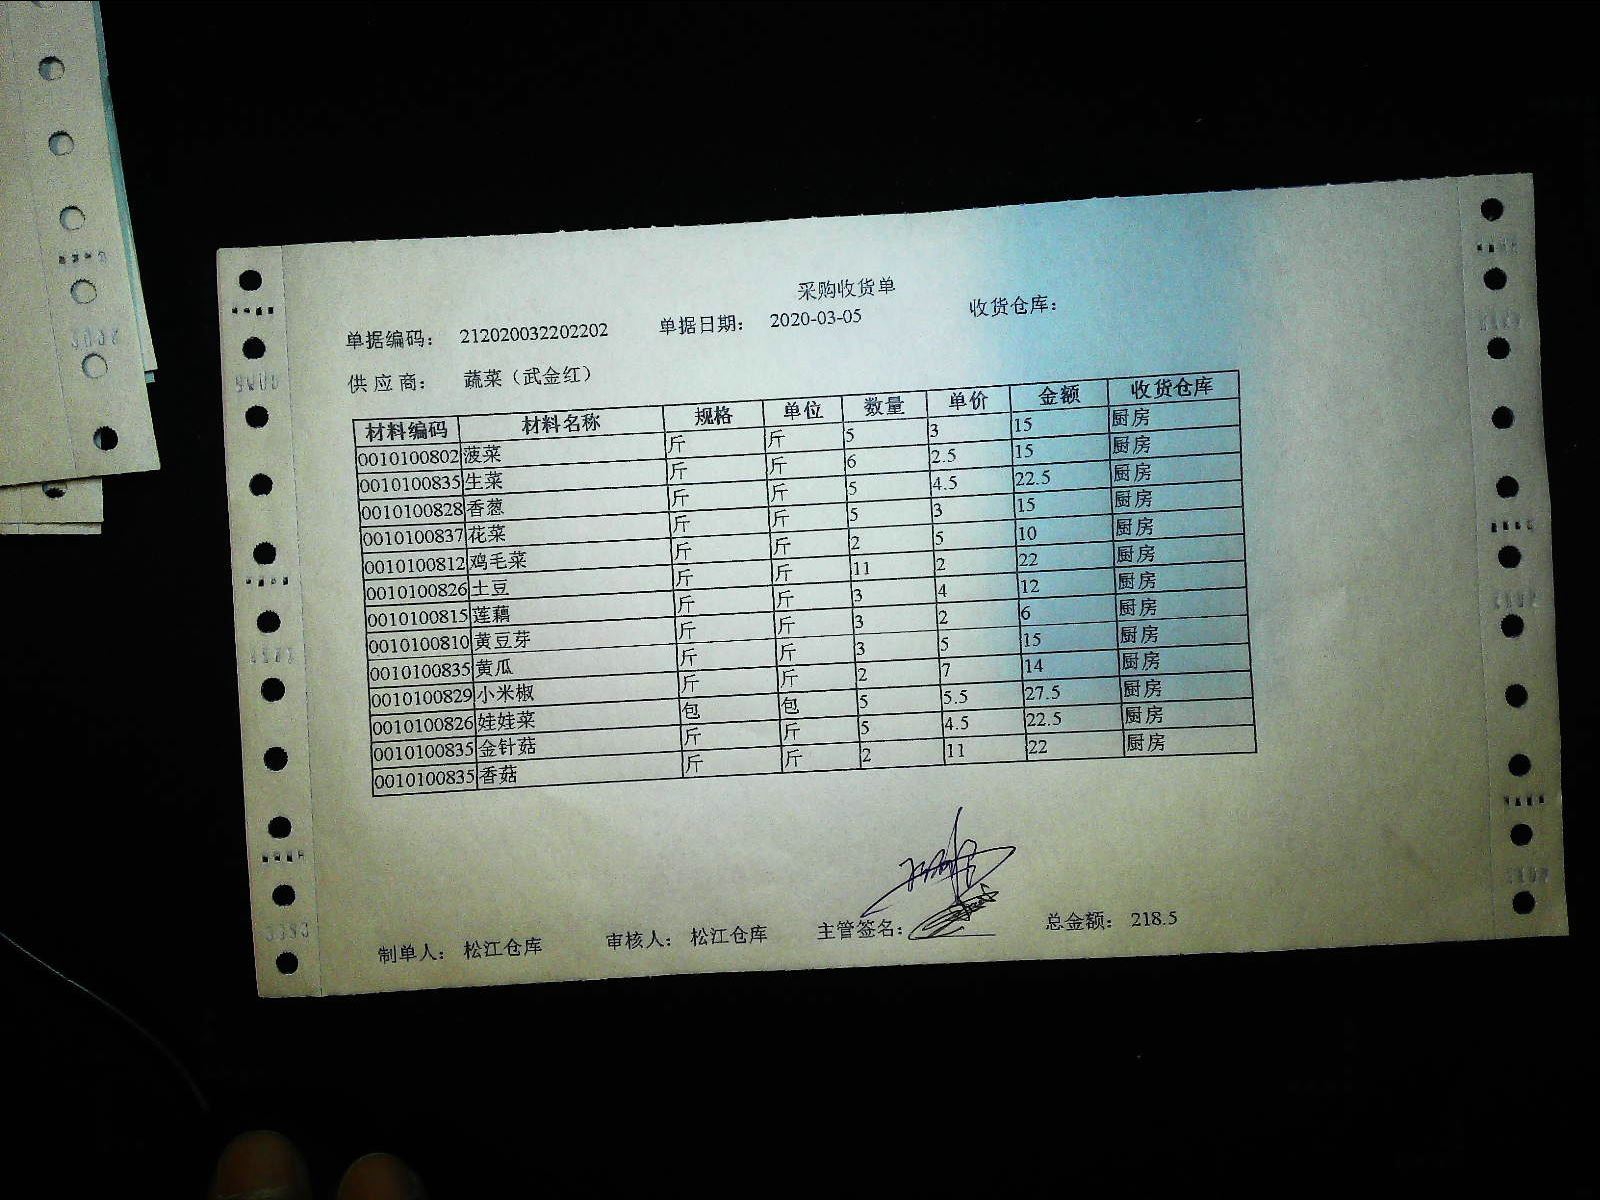 采购收货单
单据编码： 212020032202202 单据日期： 2020-03-05 收货仓库：
供应商： 蔬菜（武金红）
材料编码 材料名称 规格 单位 数量 单价 金额 收货仓库
0010100802 菠菜 斤 斤 5 3 15 厨房
0010100835 生菜 斤 斤 6 2.5 15 厨房
0010100828 香葱 斤 斤 5 4.5 22.5 厨房
0010100837 花菜 斤 斤 5 3 15 厨房
0010100812 鸡毛菜 斤 斤 2 5 10 厨房
0010100826 土豆 斤 斤 11 2 22 厨房
0010100815 莲藕 斤 斤 3 4 12 厨房
0010100810 黄豆芽 斤 斤 3 2 6 厨房
0010100835 黄瓜 斤 斤 3 5 15 厨房
0010100829 小米椒 斤 斤 2 7 14 厨房
0010100826 娃娃菜 包 包 5 5.5 27.5 厨房
0010100835 金针菇 斤 斤 5 4.5 22.5 厨房
0010100835 香菇 斤 斤 2 11 22 厨房
制单人： 松江仓库 审核人： 松江仓库 主管签名： 总金额： 218.5